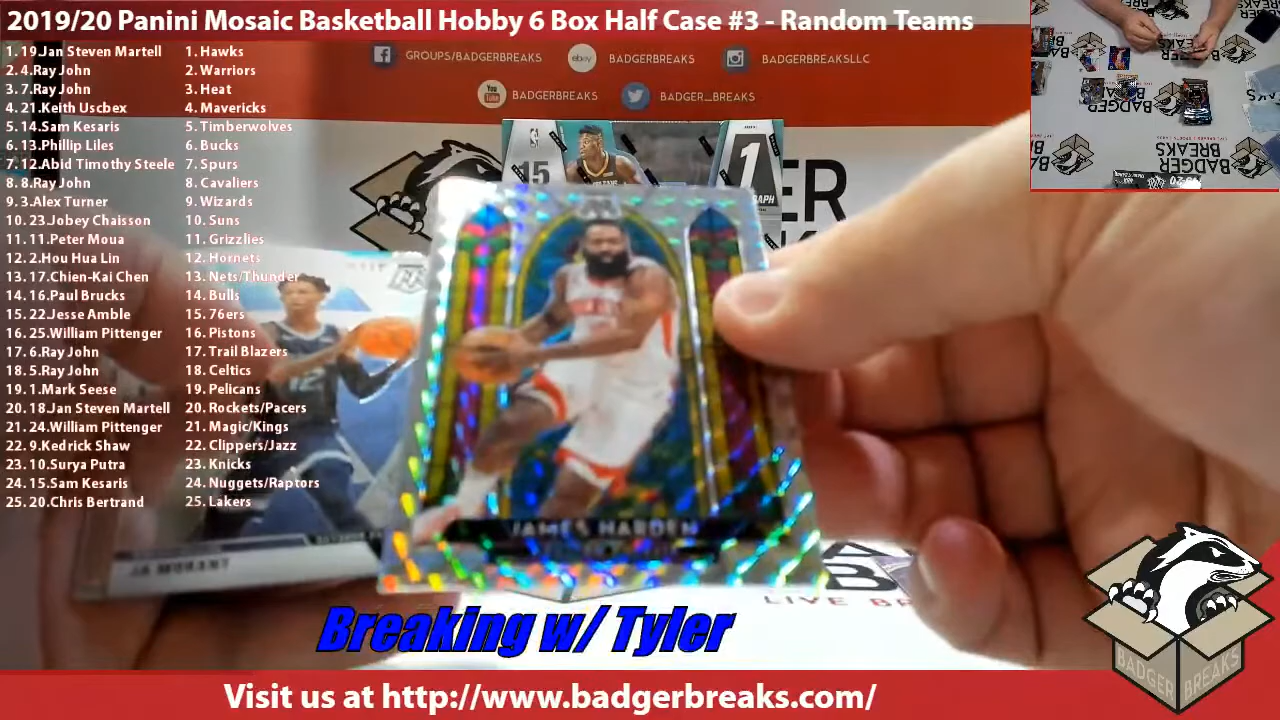 2019/20 Panini Mosaic Basketball Hobby 6 Box Half Case #3 - Random Teams
1. 19.Jan Steven Martell 1. Hawks
2. 4.Ray John 2. Warriors
3. 7.Ray John 3. Heat
4. 21.Keith Uscbex 4. Mavericks
5. 14.Sam Kesaris 5. Timberwolves
6. 13.Phillip Liles 6. Bucks
7. 12.Abid Timothy Steele 7. Spurs
8. 8.Ray John 8. Cavaliers
9. 3.Alex Turner 9. Wizards
10. 23.Jobey Chaisson 10. Suns
11. 11.Peter Moua 11. Grizzlies
12. 2.Hou Hua Lin 12. Hornets
13. 17.Chien-Kai Chen 13. Nets/Thunder
14. 16.Paul Brucks 14. Bulls
15. 22.Jesse Amble 15. 76ers
16. 25.William Pittenger 16. Pistons
17. 6.Ray John 17. Trail Blazers
18. 5.Ray John 18. Celtics
19. 1.Mark Seese 19. Pelicans
20. 18.Jan Steven Martell 20. Rockets/Pacers
21. 24.William Pittenger 21. Magic/Kings
22. 9.Kedrick Shaw 22. Clippers/Jazz
23. 10.Surya Putra 23. Knicks
24. 15.Sam Kesaris 24. Nuggets/Raptors
25. 20.Chris Bertrand 25. Lakers
GROUPS/BADGERBREAKS
ebay BADGERBREAKS
BADGERBREAKSLLC
You Tube BADGERBREAKS
BADGER_BREAKS
NBA
15
1
BADGER
BREAKS
12
JAMES HARDEN
JA MORANT
LIVE
Breaking w/ Tyler
BADGER BREAKS
Visit us at http://www.badgerbreaks.com/